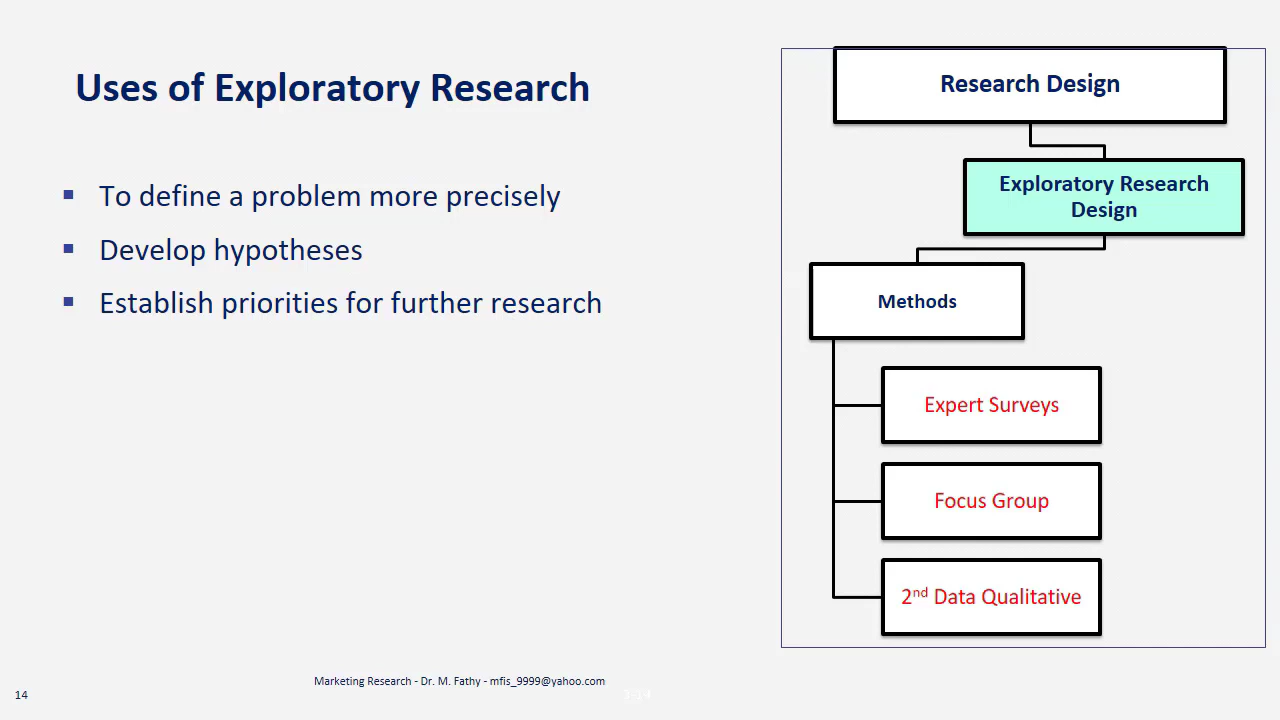 Uses of Exploratory Research
▪ To define a problem more precisely
▪ Develop hypotheses
▪ Establish priorities for further research
Research Design
Exploratory Research
Design
Methods
Expert Surveys
Focus Group
2nd Data Qualitative
Marketing Research - Dr. M. Fathy - mfis_9999@yahoo.com
14